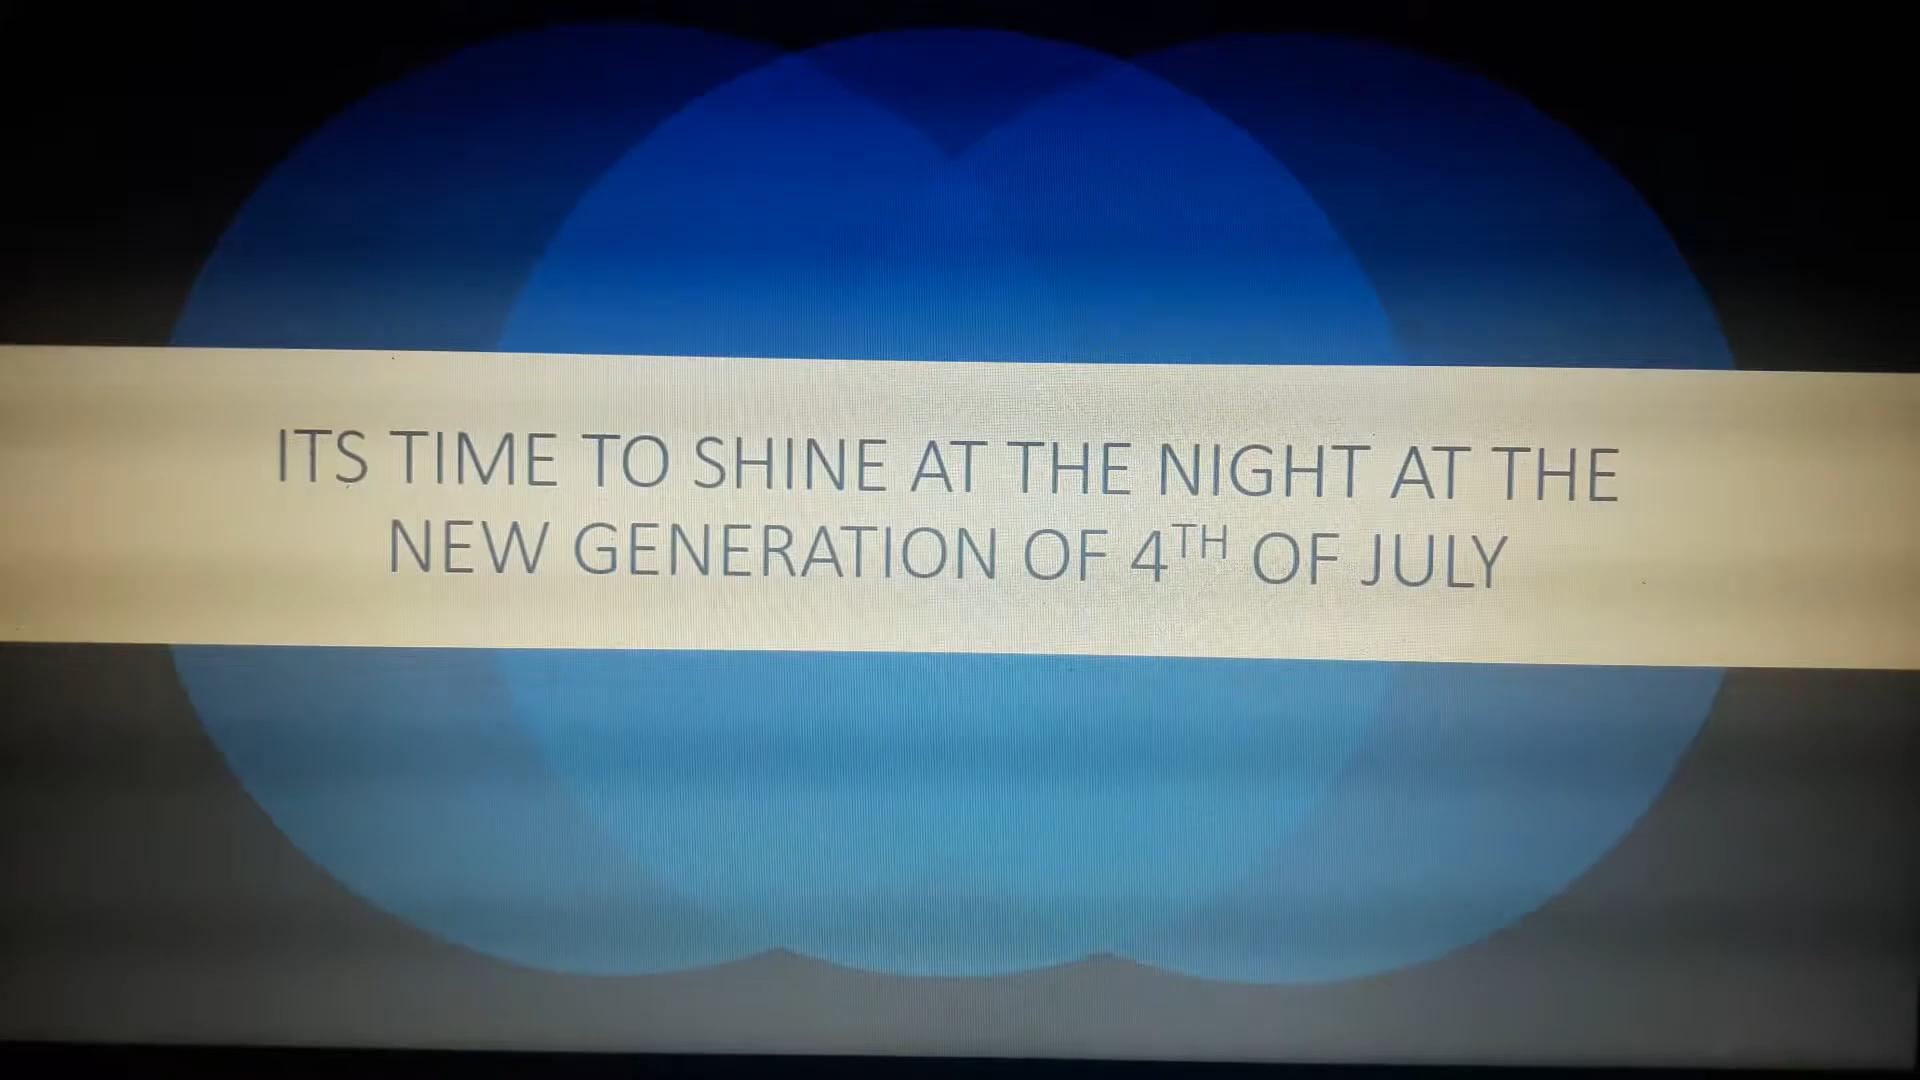 ITS TIME TO SHINE AT THE NIGHT AT THE
NEW GENERATION OF 4TH OF JULY